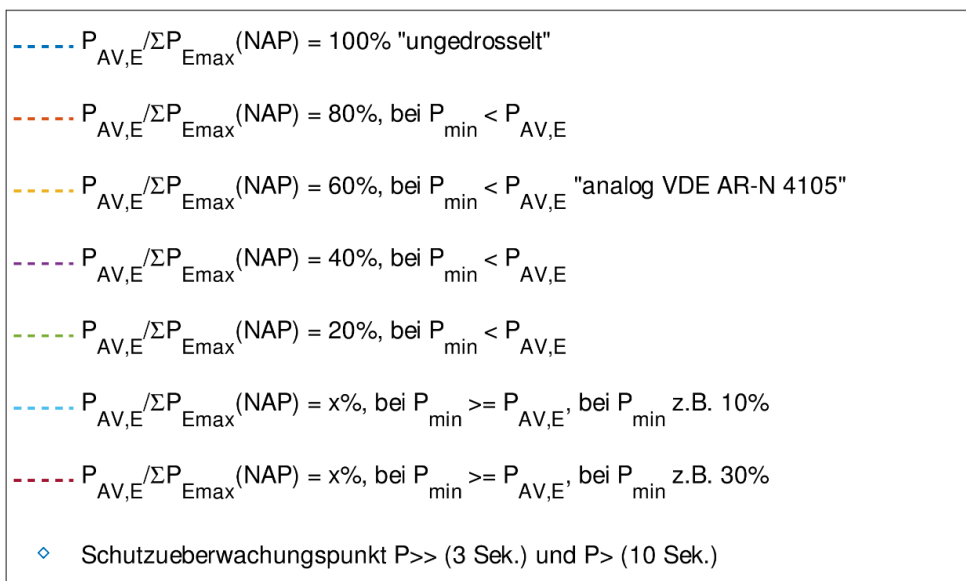 P_AV,E/ΣP_Emax(NAP) = 100% "ungedrosselt"
P_AV,E/ΣP_Emax(NAP) = 80%, bei P_min < P_AV,E
P_AV,E/ΣP_Emax(NAP) = 60%, bei P_min < P_AV,E "analog VDE AR-N 4105"
P_AV,E/ΣP_Emax(NAP) = 40%, bei P_min < P_AV,E
P_AV,E/ΣP_Emax(NAP) = 20%, bei P_min < P_AV,E
P_AV,E/ΣP_Emax(NAP) = x%, bei P_min >= P_AV,E, bei P_min z.B. 10%
P_AV,E/ΣP_Emax(NAP) = x%, bei P_min >= P_AV,E, bei P_min z.B. 30%
Schutzueberwachungspunkt P>> (3 Sek.) und P> (10 Sek.)